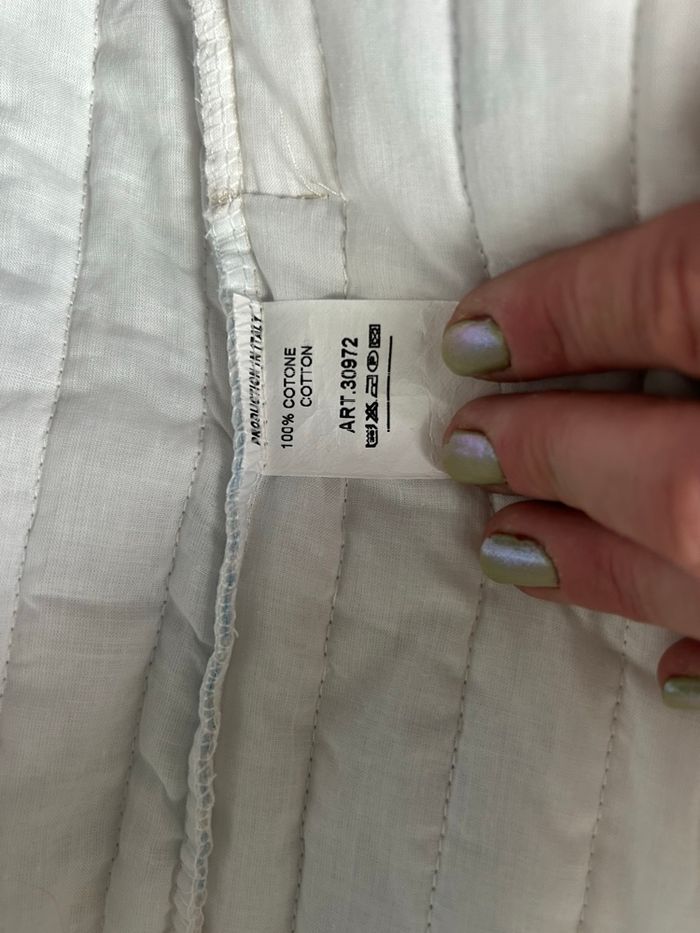 PRODUCTION IN ITALY
100% COTONE
COTTON
ART.30972